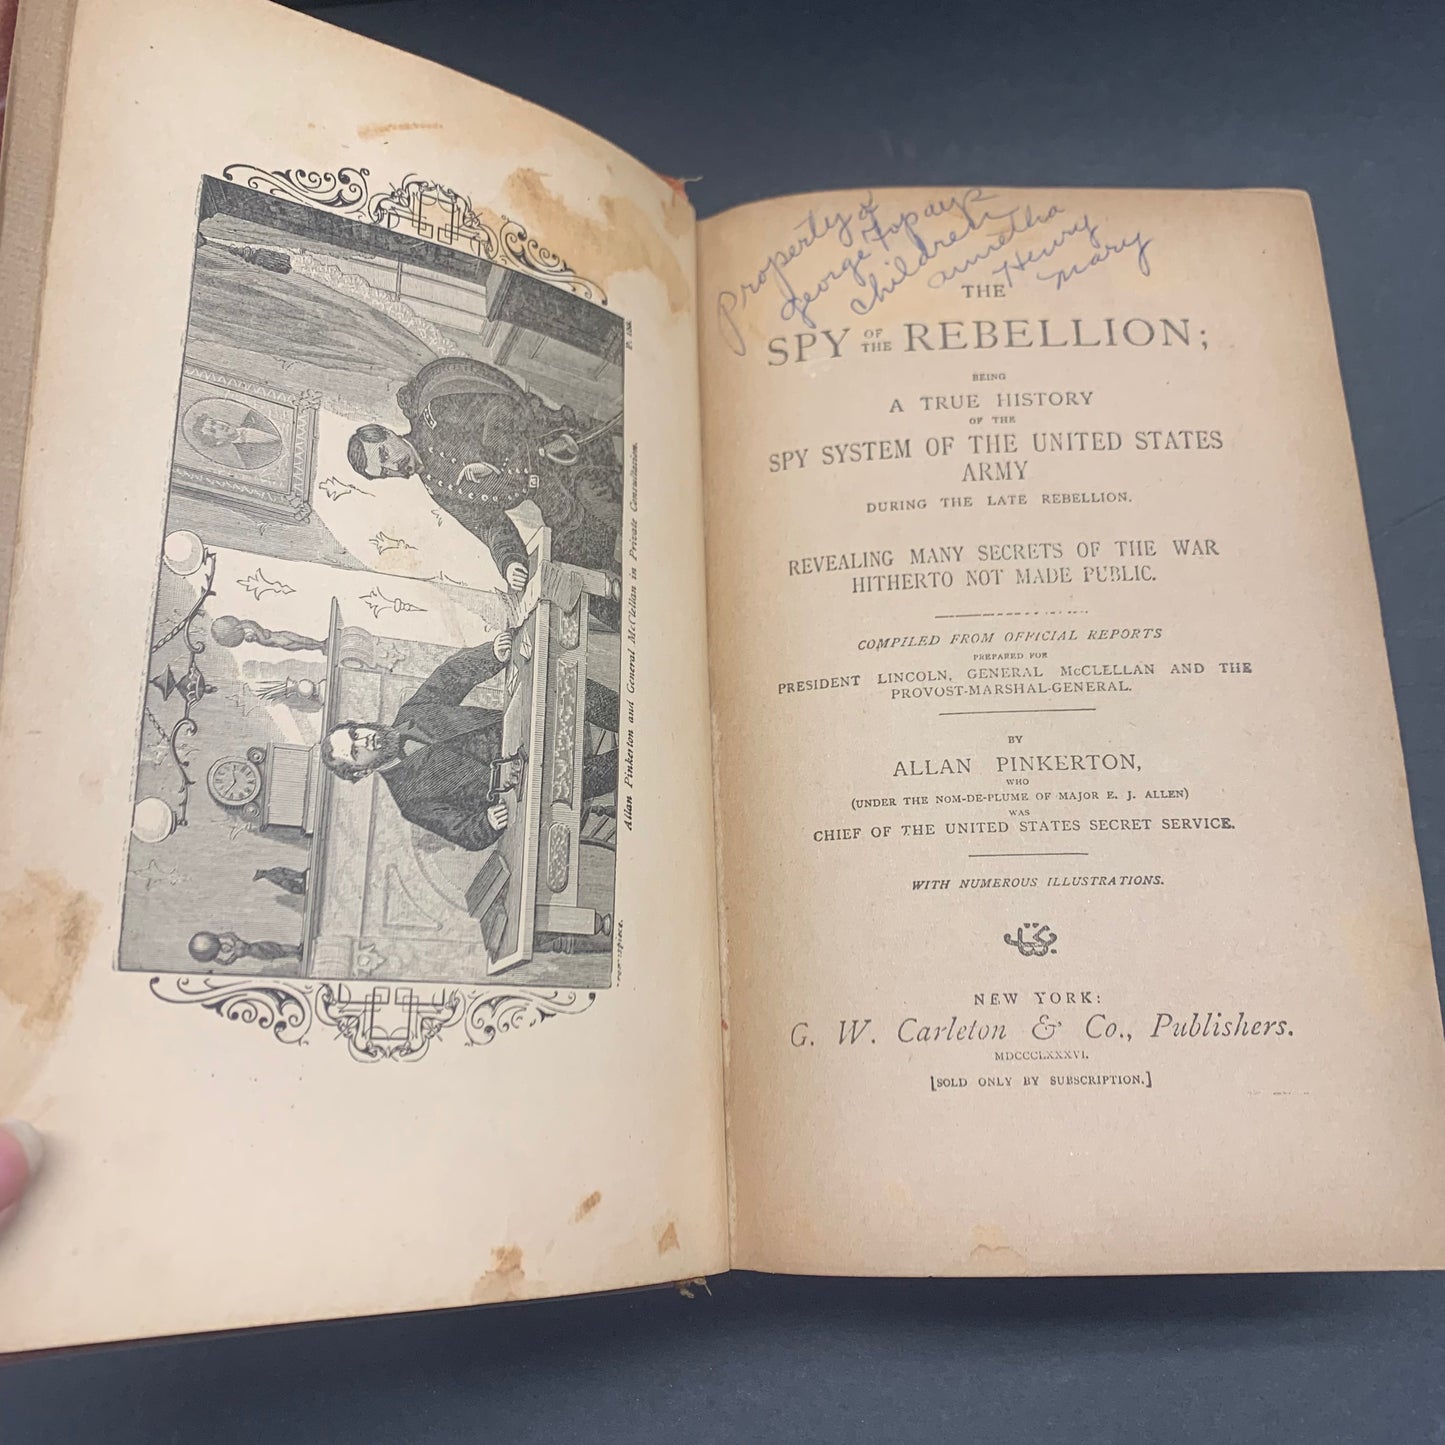 P. 538.
Allan Pinkerton and General McClellan in Private Consultation.
Property of
George
children
Henry
Mary
THE
SPY OF THE REBELLION;
BEING
A TRUE HISTORY
OF THE
SPY SYSTEM OF THE UNITED STATES
ARMY
DURING THE LATE REBELLION.
REVEALING MANY SECRETS OF THE WAR
HITHERTO NOT MADE PUBLIC.
COMPILED FROM OFFICIAL REPORTS
PREPARED FOR
PRESIDENT LINCOLN, GENERAL McCLELLAN AND THE
PROVOST-MARSHAL-GENERAL.
BY
ALLAN PINKERTON,
WHO
(UNDER THE NOM-DE-PLUME OF MAJOR E. J. ALLEN)
WAS
CHIEF OF THE UNITED STATES SECRET SERVICE.
WITH NUMEROUS ILLUSTRATIONS.
NEW YORK:
G. W. Carleton & Co., Publishers.
MDCCCLXXXVI.
[SOLD ONLY BY SUBSCRIPTION.]